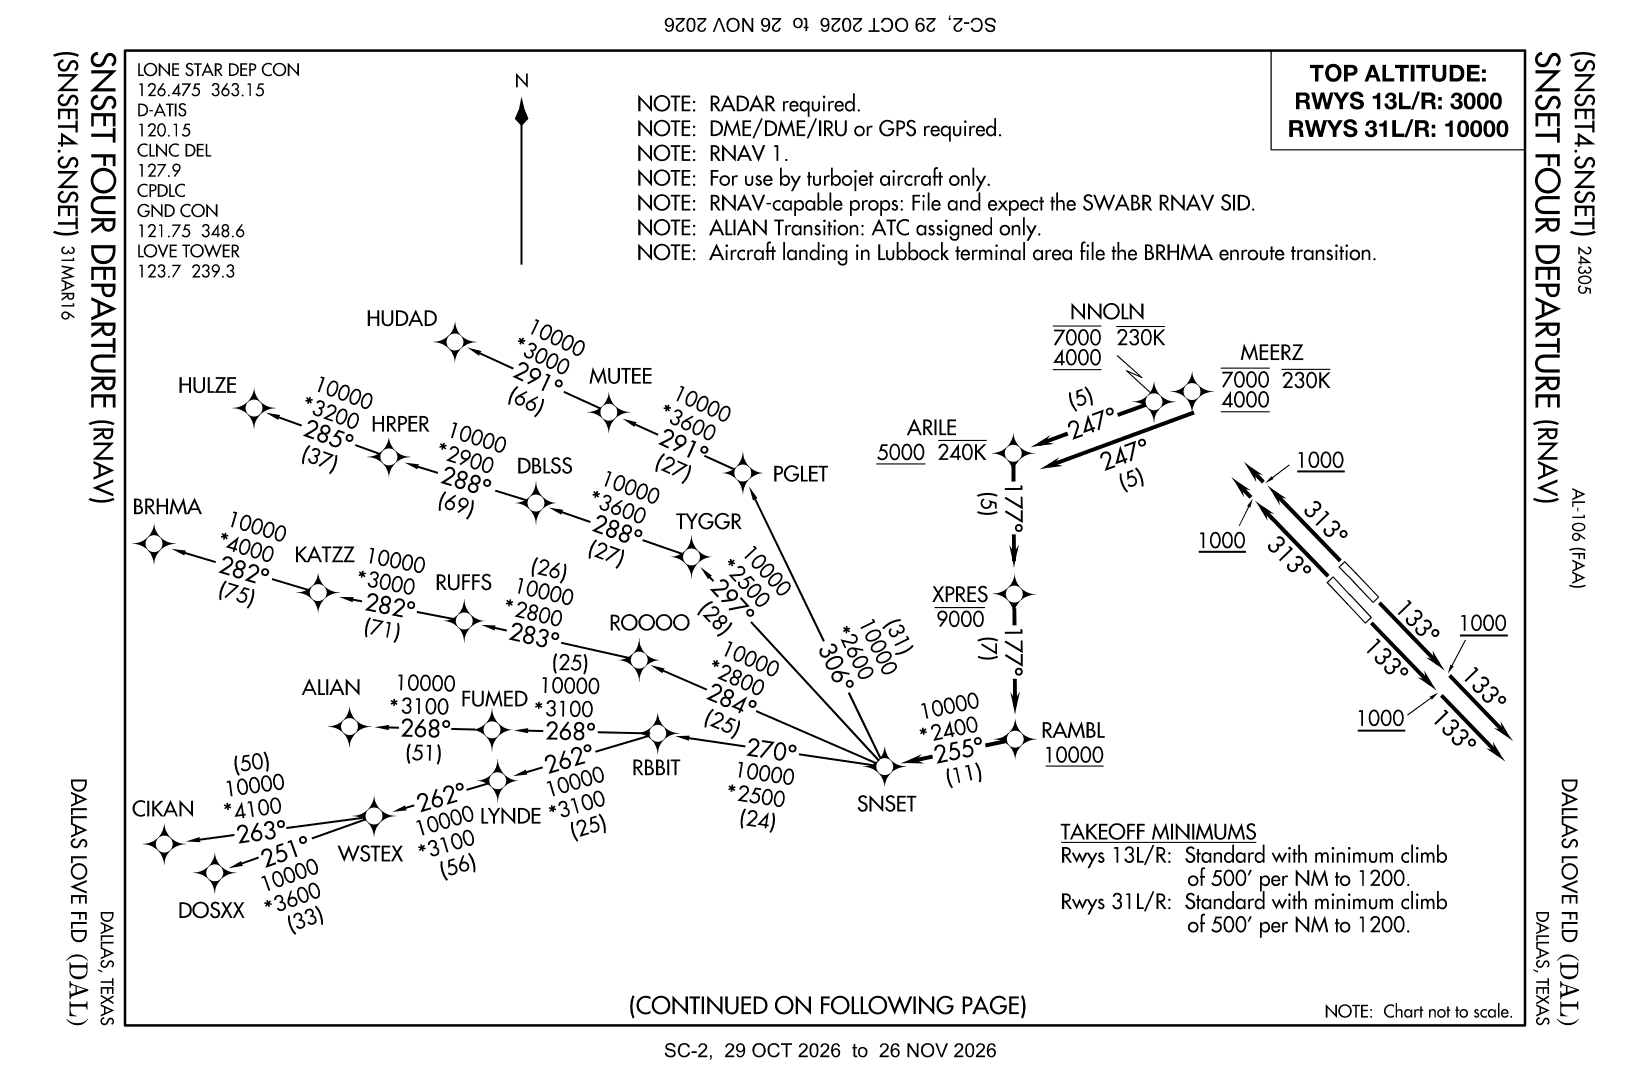 SC-2, 29 OCT 2026 to 26 NOV 2026
(SNSET4.SNSET) 31MAR16
SNSET FOUR DEPARTURE (RNAV)
DALLAS LOVE FLD (DAL)
DALLAS, TEXAS
LONE STAR DEP CON
126.475 363.15
D-ATIS
120.15
CLNC DEL
127.9
CPDLC
GND CON
121.75 348.6
LOVE TOWER
123.7 239.3
N
NOTE: RADAR required.
NOTE: DME/DME/IRU or GPS required.
NOTE: RNAV 1.
NOTE: For use by turbojet aircraft only.
NOTE: RNAV-capable props: File and expect the SWABR RNAV SID.
NOTE: ALIAN Transition: ATC assigned only.
NOTE: Aircraft landing in Lubbock terminal area file the BRHMA enroute transition.
TOP ALTITUDE:
RWYS 13L/R: 3000
RWYS 31L/R: 10000
(SNSET4.SNSET) 24305
SNSET FOUR DEPARTURE (RNAV)
AL-106 (FAA)
DALLAS LOVE FLD (DAL)
DALLAS, TEXAS
HUDAD
10000
*3000
291°
(66)
MUTEE
10000
*3600
291°
(27)
PGLET
HULZE
10000
*3200
285°
(37)
HRPER
10000
*2900
288°
(69)
DBLSS
10000
*3600
288°
(27)
TYGGR
10000
*2500
297°
(28)
(31)
10000
*2600
306°
BRHMA
10000
*4000
282°
(75)
KATZZ
10000
*3000
282°
(71)
RUFFS
(26)
10000
*2800
283°
(25)
ROOOO
10000
*2800
284°
(25)
ALIAN
10000
*3100
268°
(51)
FUMED
10000
*3100
268°
RBBIT
270°
10000
*2500
(24)
262°
10000
*3100
(25)
LYNDE
262°
10000
*3100
(56)
WSTEX
(50)
10000
*4100
263°
CIKAN
251°
10000
*3600
(33)
DOSXX
SNSET
10000
*2400
255°
(11)
RAMBL
10000
NNOLN
7000 230K
4000
MEERZ
7000 230K
4000
(5)
247°
247°
(5)
ARILE
5000 240K
177°
(5)
XPRES
9000
177°
(7)
1000
313°
1000
313°
133°
1000
133°
133°
1000
133°
TAKEOFF MINIMUMS
Rwys 13L/R: Standard with minimum climb
of 500' per NM to 1200.
Rwys 31L/R: Standard with minimum climb
of 500' per NM to 1200.
(CONTINUED ON FOLLOWING PAGE)
NOTE: Chart not to scale.
SC-2, 29 OCT 2026 to 26 NOV 2026